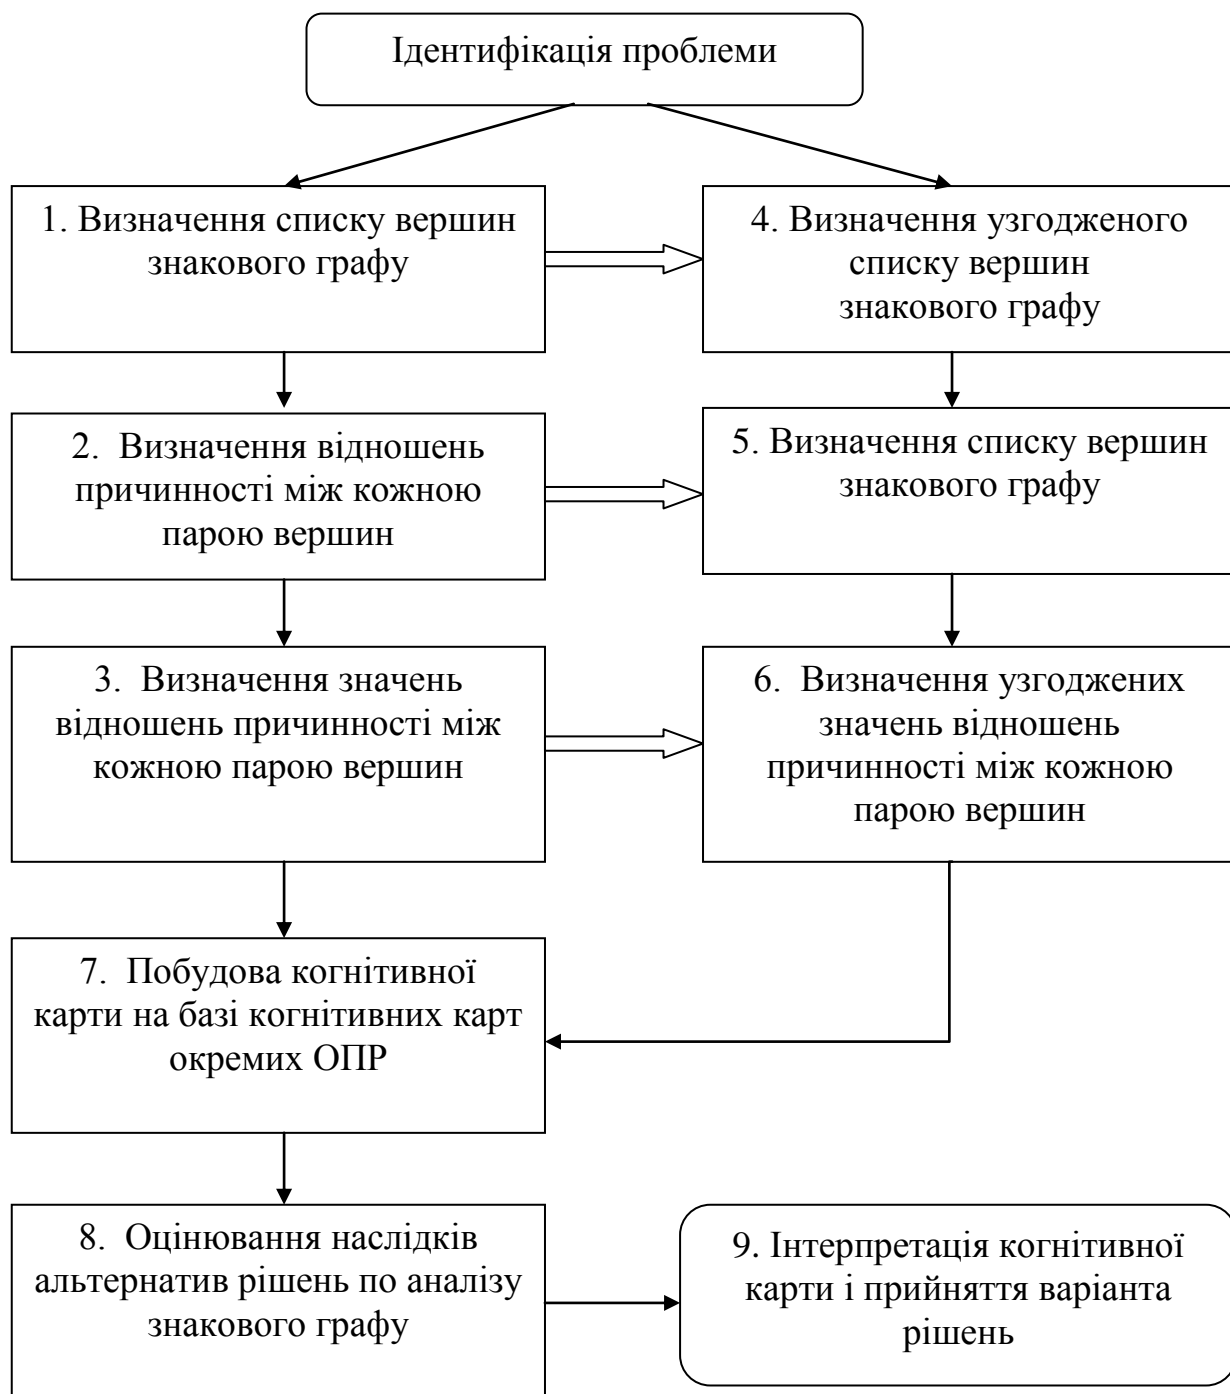 Ідентифікація проблеми
1. Визначення списку вершин
знакового графу
4. Визначення узгодженого
списку вершин
знакового графу
2. Визначення відношень
причинності між кожною
парою вершин
5. Визначення списку вершин
знакового графу
3. Визначення значень
відношень причинності між
кожною парою вершин
6. Визначення узгоджених
значень відношень
причинності між кожною
парою вершин
7. Побудова когнітивної
карти на базі когнітивних карт
окремих ОПР
8. Оцінювання наслідків
альтернатив рішень по аналізу
знакового графу
9. Інтерпретація когнітивної
карти і прийняття варіанта
рішень